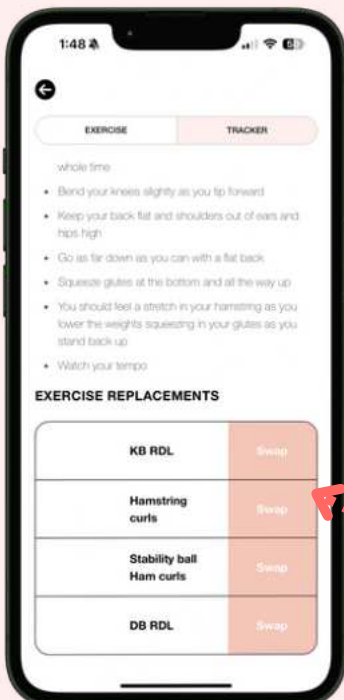 1:48
EXERCISE TRACKER
whole time
• Bend your knees slightly as you tip forward
• Keep your back flat and shoulders out of ears and
hips high
• Go as far down as you can with a flat back
• Squeeze glutes at the bottom and all the way up
• You should feel a stretch in your hamstring as you
lower the weights squeezing in your glutes as you
stand back up
• Watch your tempo
EXERCISE REPLACEMENTS
KB RDL Swap
Hamstring
curls Swap
Stability ball
Ham curls Swap
DB RDL Swap